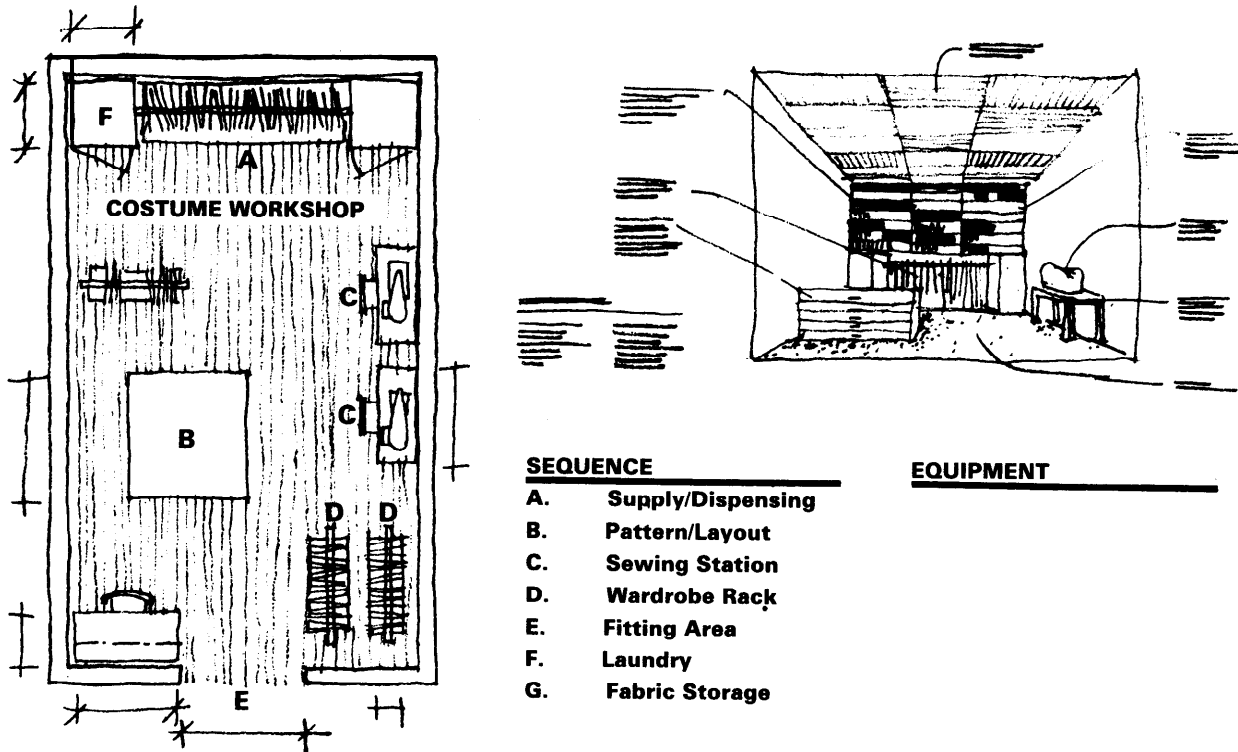 F
A
COSTUME WORKSHOP
C
C
B
D D
E
SEQUENCE
A. Supply/Dispensing
B. Pattern/Layout
C. Sewing Station
D. Wardrobe Rack
E. Fitting Area
F. Laundry
G. Fabric Storage
EQUIPMENT